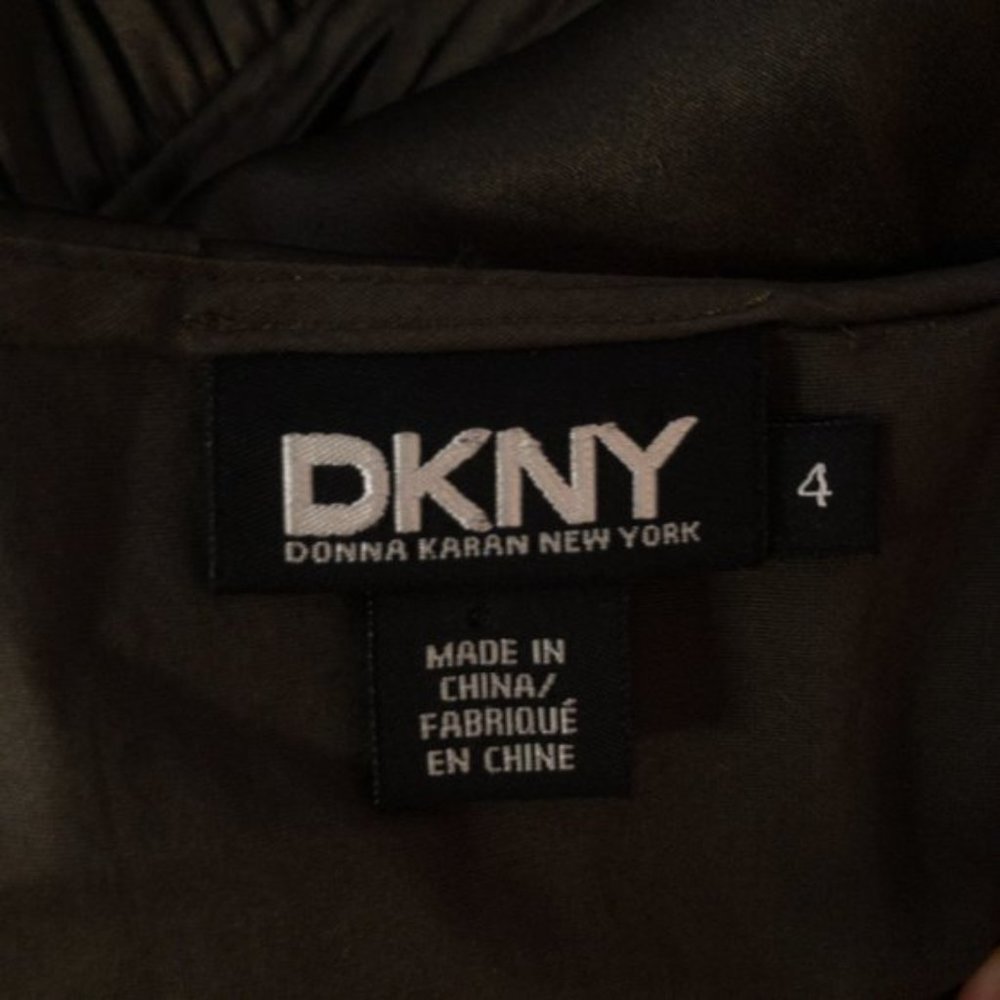 DKNY
DONNA KARAN NEW YORK
4
MADE IN
CHINA/
FABRIQUÉ
EN CHINE